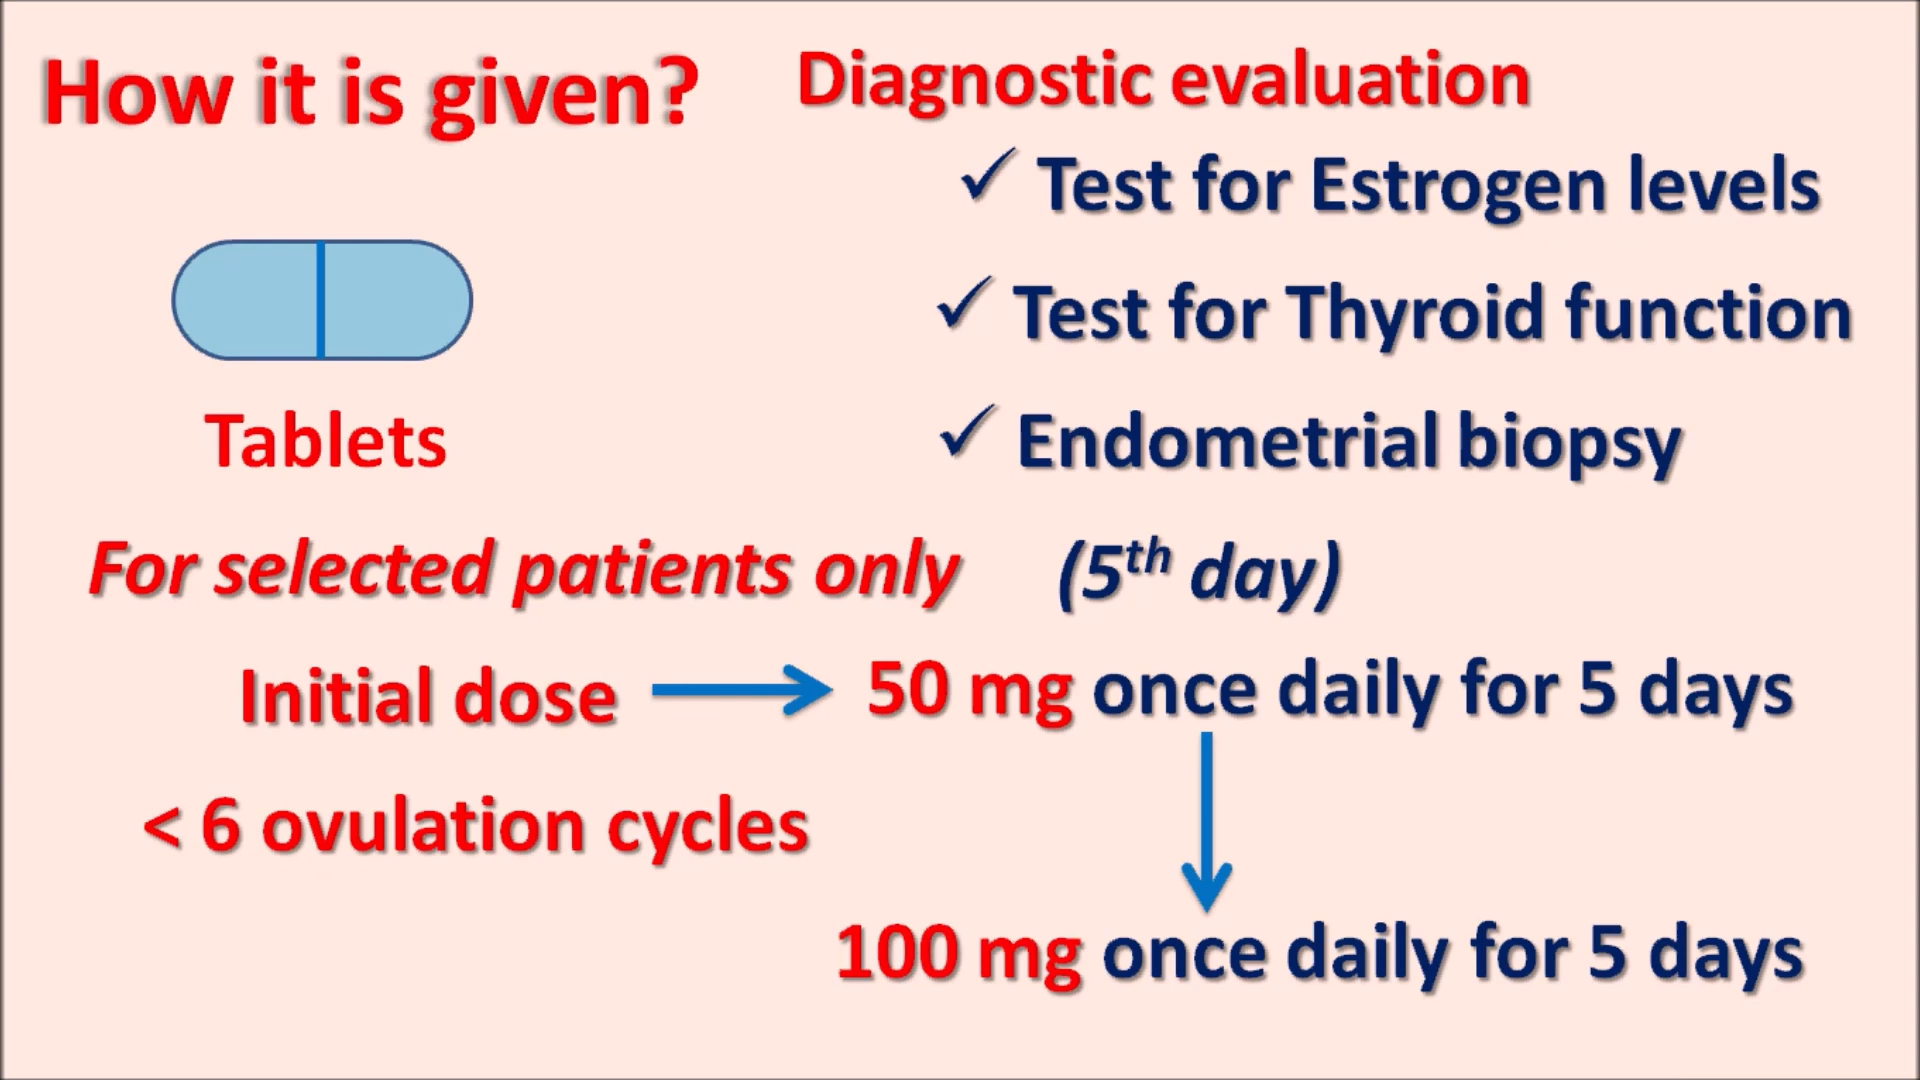 How it is given?
Diagnostic evaluation
✓ Test for Estrogen levels
✓ Test for Thyroid function
✓ Endometrial biopsy
Tablets
For selected patients only
(5th day)
Initial dose → 50 mg once daily for 5 days
< 6 ovulation cycles
100 mg once daily for 5 days